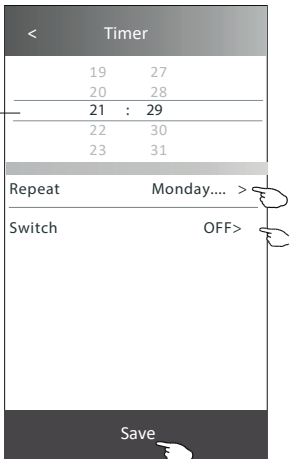 < Timer
19 27
20 28
21 : 29
22 30
23 31
Repeat Monday.... >
Switch OFF>
Save